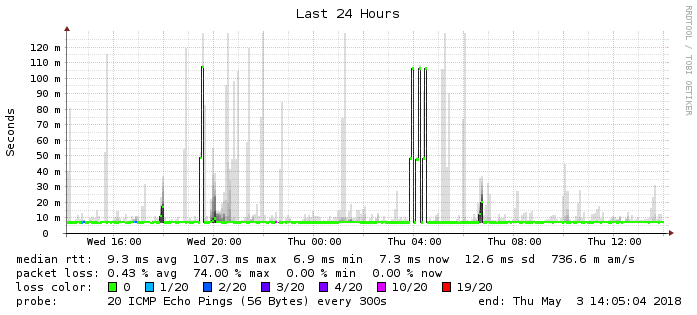 Last 24 Hours
RRDTOOL / TOBI OETIKER
Seconds
120 m
110 m
100 m
90 m
80 m
70 m
60 m
50 m
40 m
30 m
20 m
10 m
0
Wed 16:00 Wed 20:00 Thu 00:00 Thu 04:00 Thu 08:00 Thu 12:00
median rtt: 9.3 ms avg 107.3 ms max 6.9 ms min 7.3 ms now 12.6 ms sd 736.6 m am/s
packet loss: 0.43 % avg 74.00 % max 0.00 % min 0.00 % now
loss color: 0 1/20 2/20 3/20 4/20 10/20 19/20
probe: 20 ICMP Echo Pings (56 Bytes) every 300s end: Thu May 3 14:05:04 2018